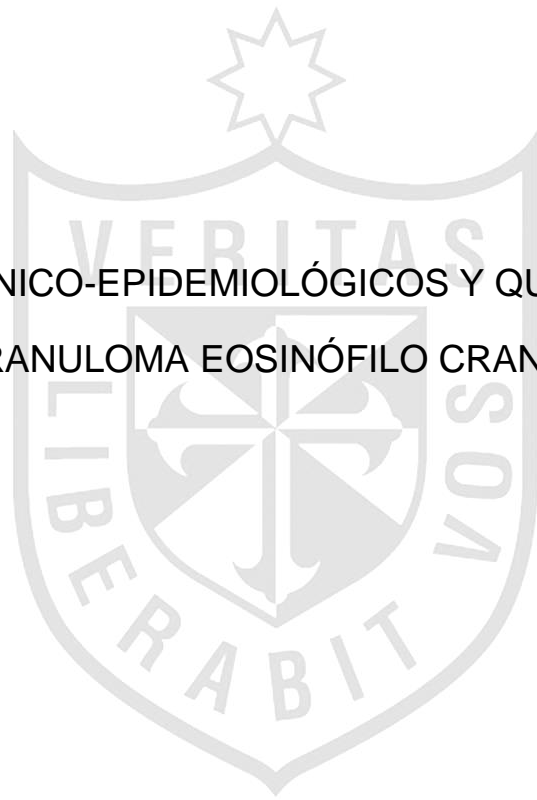 VERITAS
NICO-EPIDEMIOLÓGICOS Y QU
RANULOMA EOSINÓFILO CRAN
LIBERABIT VOS